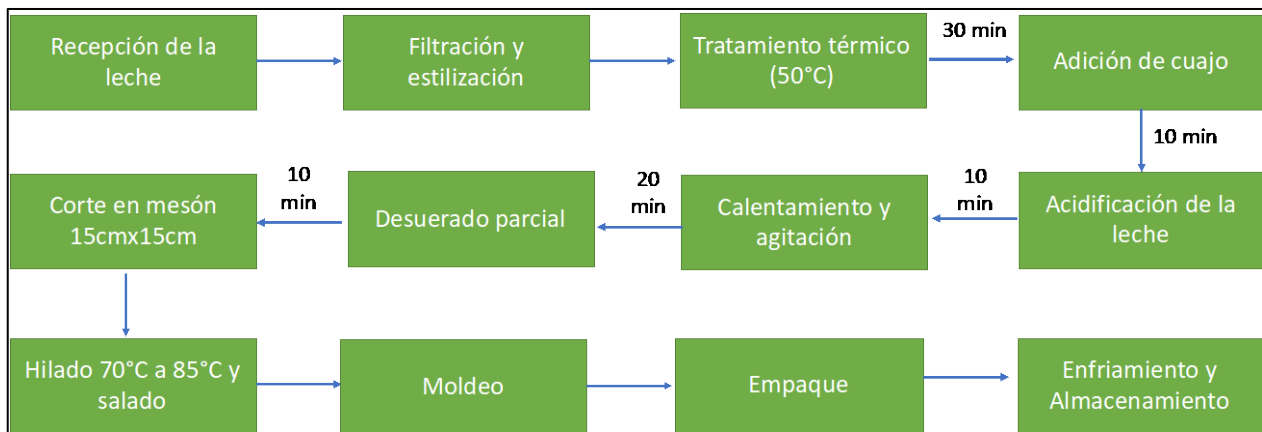 Recepción de la
leche
Filtración y
estilización
Tratamiento térmico
(50°C)
30 min
Adición de cuajo
10 min
Acidificación de la
leche
10
min
Calentamiento y
agitación
20
min
Desuerado parcial
10
min
Corte en mesón
15cmx15cm
Hilado 70°C a 85°C y
salado
Moldeo
Empaque
Enfriamiento y
Almacenamiento